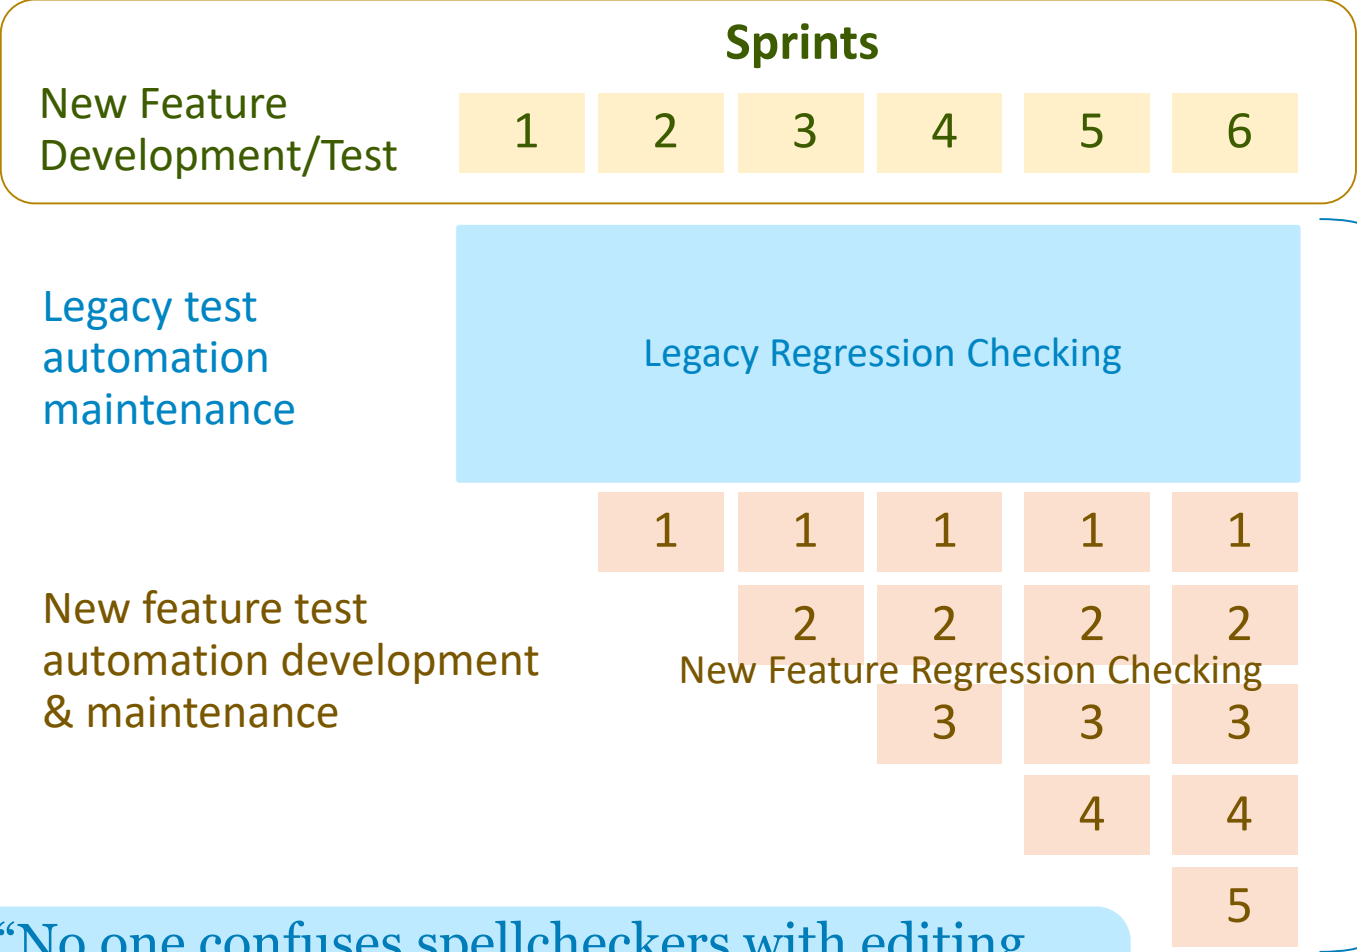 Sprints
New Feature
Development/Test
1 2 3 4 5 6
Legacy test
automation
maintenance
Legacy Regression Checking
1 1 1 1 1
New feature test
automation development
& maintenance
2 2 2 2
New Feature Regression Checking
3 3 3
4 4
5
“No one confuses spellcheckers with editing